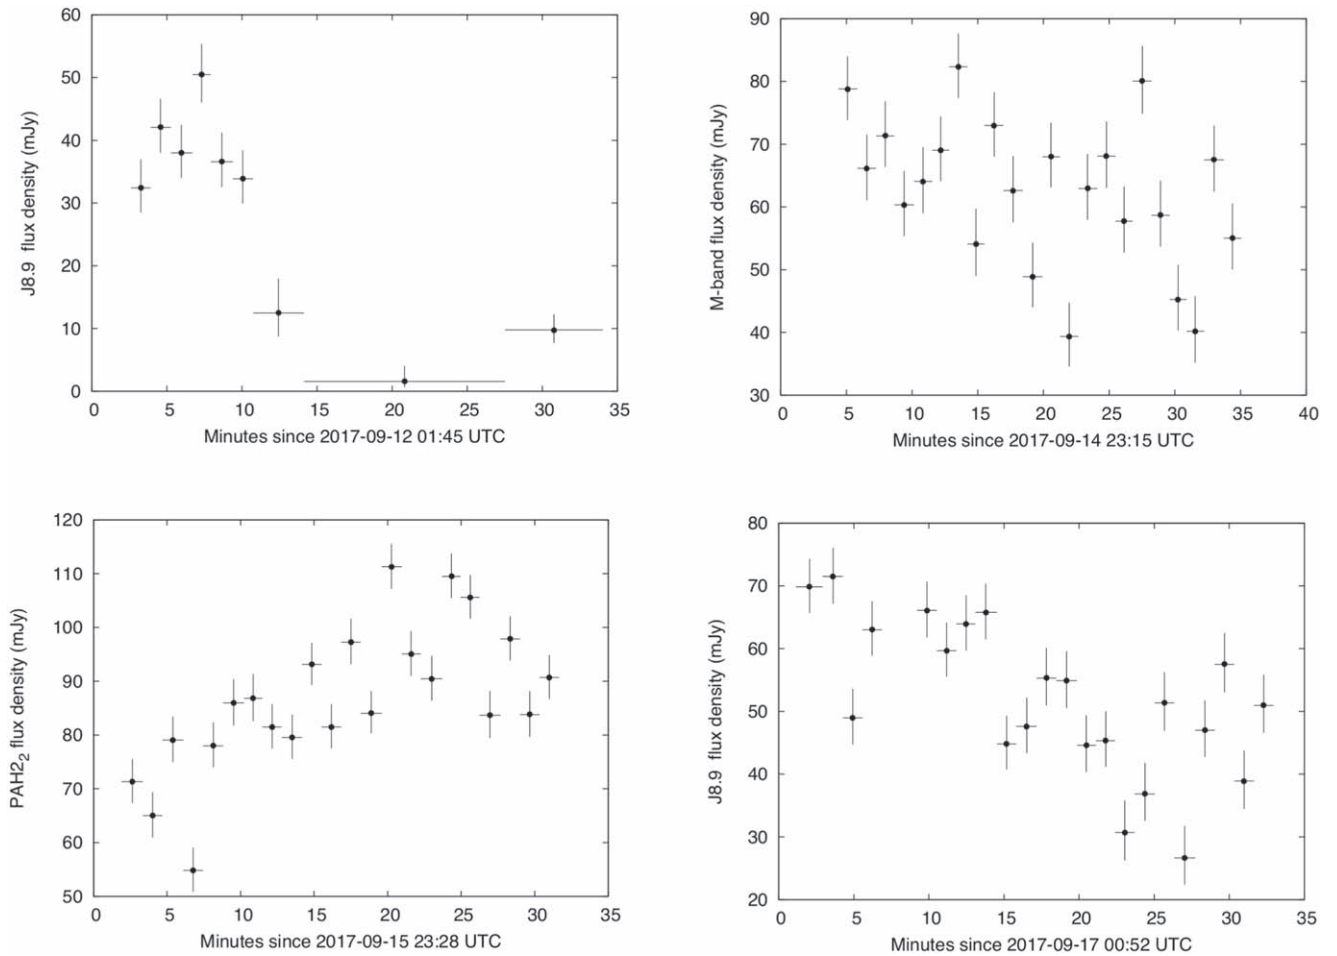 60
50
40
30
20
10
0
J8.9 flux density (mJy)
0 5 10 15 20 25 30 35
Minutes since 2017-09-12 01:45 UTC
90
80
70
60
50
40
30
M-band flux density (mJy)
0 5 10 15 20 25 30 35 40
Minutes since 2017-09-14 23:15 UTC
120
110
100
90
80
70
60
50
PAH2₂ flux density (mJy)
0 5 10 15 20 25 30 35
Minutes since 2017-09-15 23:28 UTC
80
70
60
50
40
30
20
J8.9 flux density (mJy)
0 5 10 15 20 25 30 35
Minutes since 2017-09-17 00:52 UTC